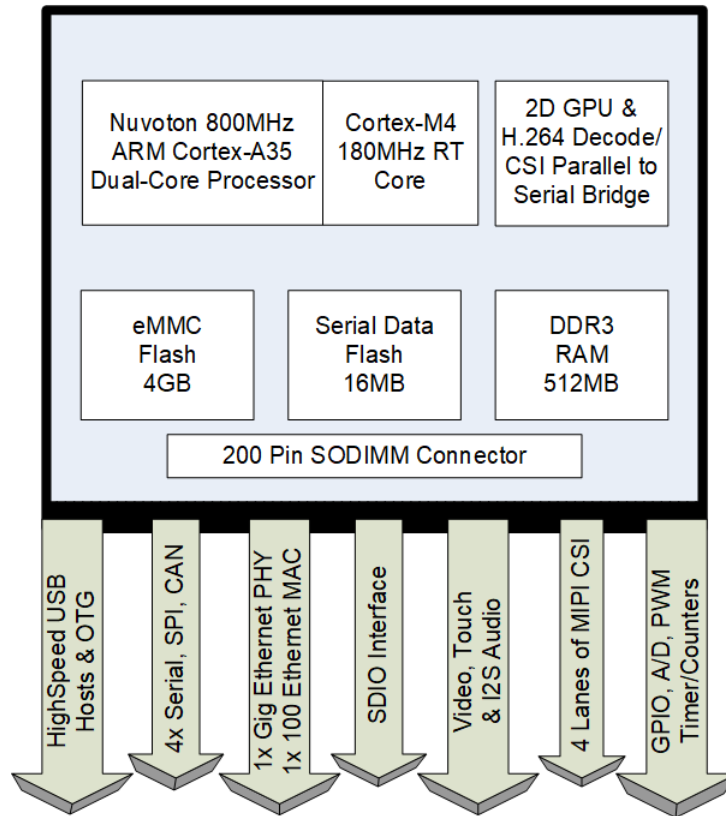 Nuvoton 800MHz
ARM Cortex-A35
Dual-Core Processor
Cortex-M4
180MHz RT
Core
2D GPU &
H.264 Decode/
CSI Parallel to
Serial Bridge
eMMC
Flash
4GB
Serial Data
Flash
16MB
DDR3
RAM
512MB
200 Pin SODIMM Connector
HighSpeed USB
Hosts & OTG
4x Serial, SPI, CAN
1x Gig Ethernet PHY
1x 100 Ethernet MAC
SDIO Interface
Video, Touch
& I2S Audio
4 Lanes of MIPI CSI
GPIO, A/D, PWM
Timer/Counters